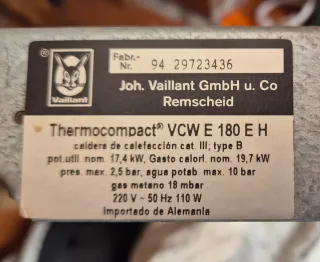 ®
Vaillant
Fabr.-
Nr. 94 29723436
Joh. Vaillant GmbH u. Co
Remscheid
Thermocompact® VCW E 180 E H
caldera de calefacción cat. III; type B
pot.util. nom. 17,4 kW, Gasto calorí. nom. 19,7 kW
pres. max. 2,5 bar, agua potab. max. 10 bar
gas metano 18 mbar
220 V ~ 50 Hz 110 W
Importado de Alemania